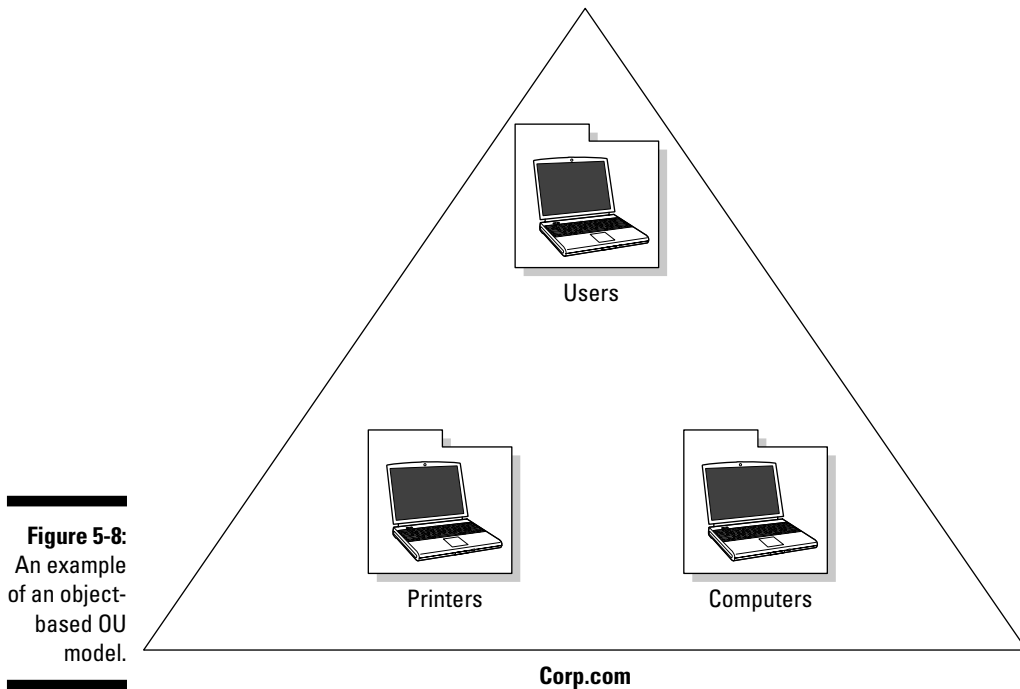 Users
Printers
Computers
Corp.com
Figure 5-8:
An example
of an object-
based OU
model.